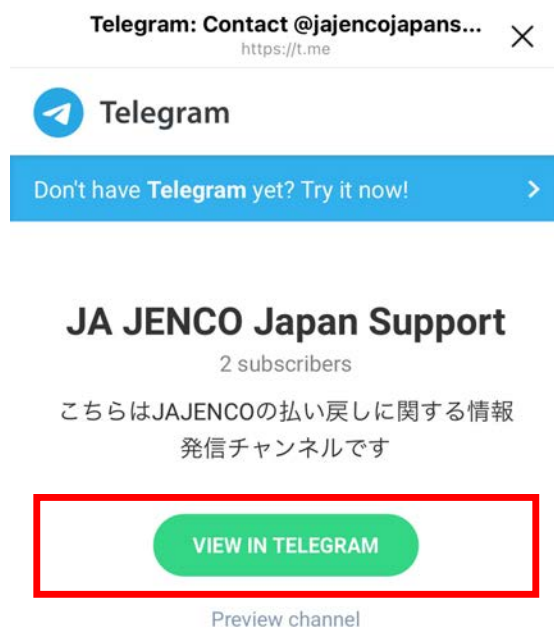 Telegram: Contact @jajencojapans...
https://t.me
Telegram
Don't have Telegram yet? Try it now!
JA JENCO Japan Support
2 subscribers
こちらはJAJENCOの払い戻しに関する情報
発信チャンネルです
VIEW IN TELEGRAM
Preview channel